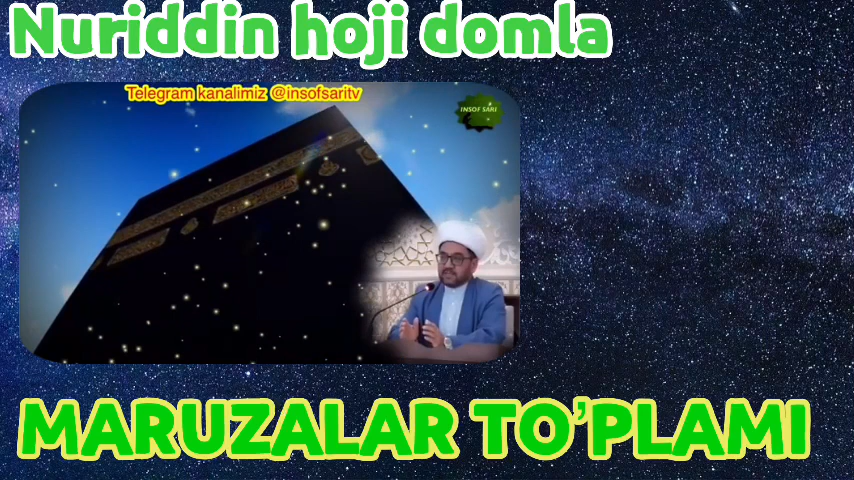 Nuriddin hoji domla
Telegram kanalimiz @insofsaritv
INSOF SARI
MARUZALAR TO’PLAMI